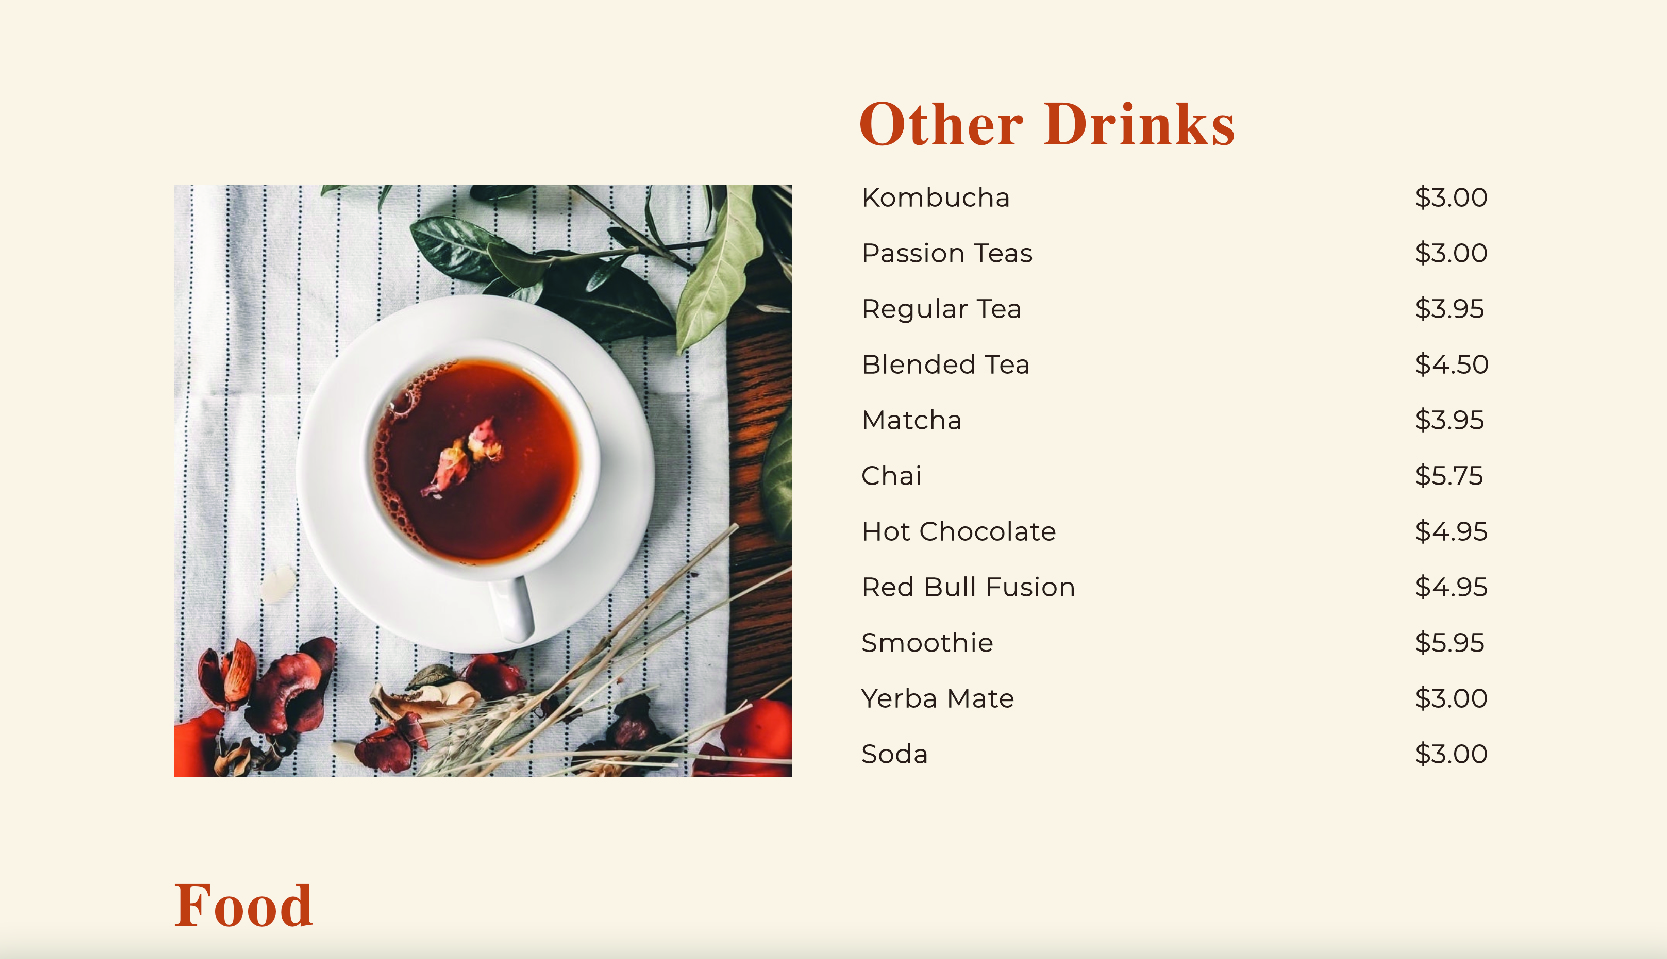 Other Drinks
Kombucha $3.00
Passion Teas $3.00
Regular Tea $3.95
Blended Tea $4.50
Matcha $3.95
Chai $5.75
Hot Chocolate $4.95
Red Bull Fusion $4.95
Smoothie $5.95
Yerba Mate $3.00
Soda $3.00
Food